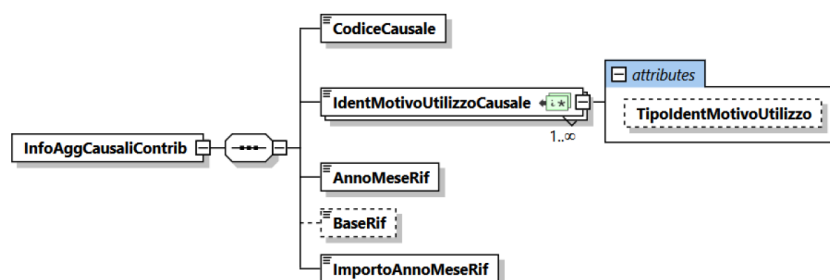 CodiceCausale
attributes
IdentMotivoUtilizzoCausale
TipoIdentMotivoUtilizzo
1..∞
InfoAggCausaliContrib
AnnoMeseRif
BaseRif
ImportoAnnoMeseRif